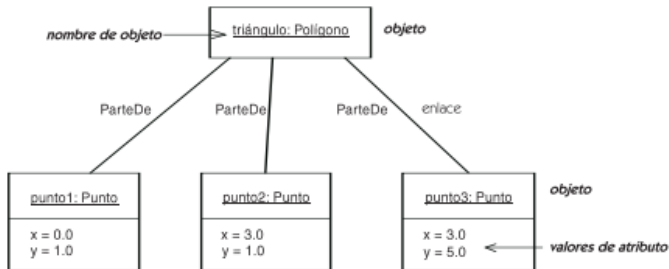 nombre de objeto
triángulo: Polígono
objeto
ParteDe
ParteDe
ParteDe
enlace
punto1: Punto
punto2: Punto
punto3: Punto
objeto
x = 0.0
y = 1.0
x = 3.0
y = 1.0
x = 3.0
y = 5.0
valores de atributo